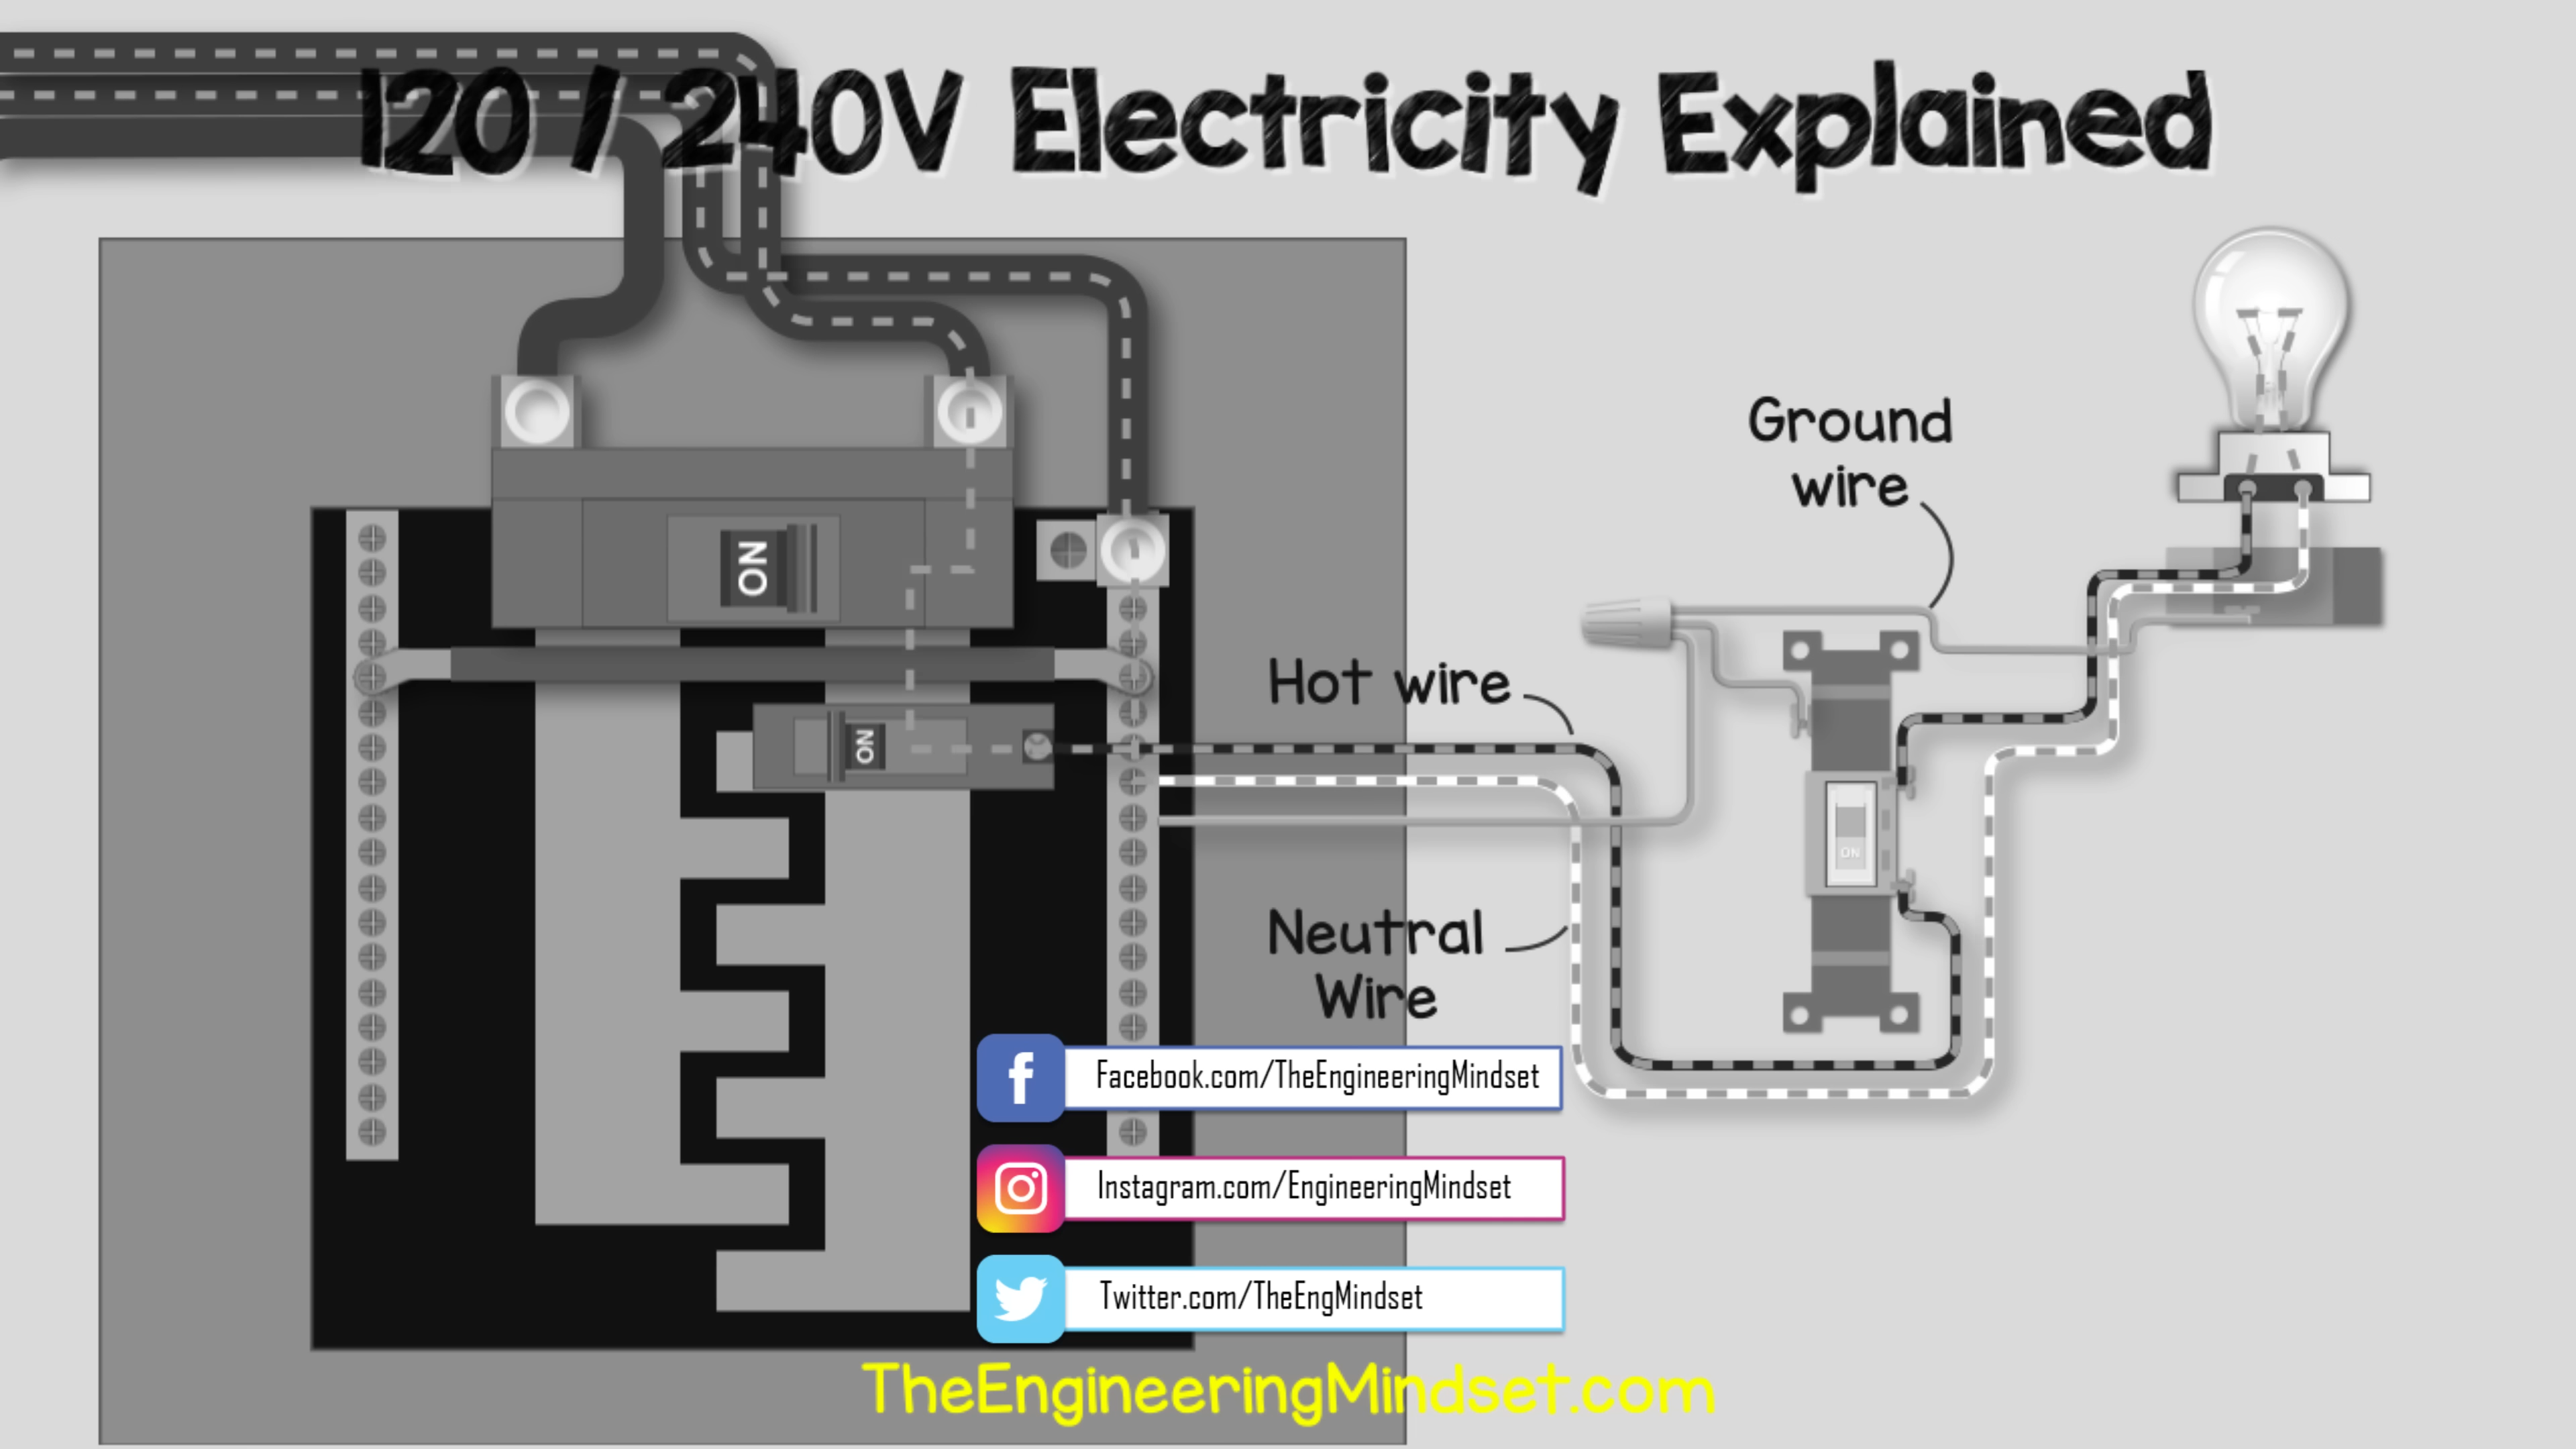 120 / 240V Electricity Explained
Ground
wire
ON
Hot wire
ON
ON
Neutral
Wire
f
Facebook.com/TheEngineeringMindset
Instagram.com/EngineeringMindset
Twitter.com/TheEngMindset
TheEngineeringMindset.com